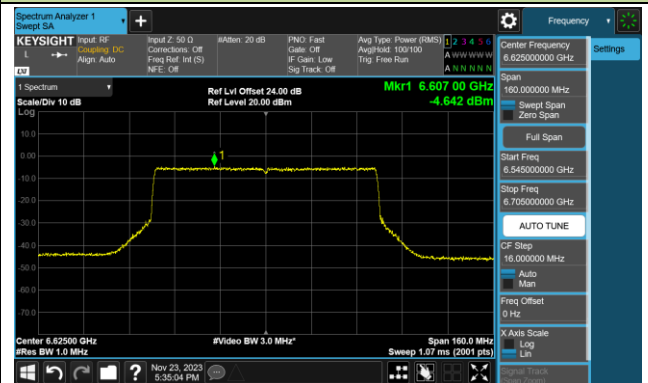 Spectrum Analyzer 1
Swept SA
Frequency
KEYSIGHT
L
LXI
Input: RF
Coupling: DC
Align: Auto
Input Z: 50 Ω
Corrections: Off
Freq Ref: Int (S)
NFE: Off
#Atten: 20 dB
PNO: Fast
Gate: Off
IF Gain: Low
Sig Track: Off
Avg Type: Power (RMS)
Avg|Hold: 100/100
Trig: Free Run
1 2 3 4 5 6
A W W W W W
A N N N N N
Center Frequency
6.625000000 GHz
Settings
Span
160.000000 MHz
Swept Span
Zero Span
Full Span
Start Freq
6.545000000 GHz
Stop Freq
6.705000000 GHz
AUTO TUNE
CF Step
16.000000 MHz
Auto
Man
Freq Offset
0 Hz
X Axis Scale
Log
Lin
Signal Track
(Span Zoom)
1 Spectrum
Scale/Div 10 dB
Log
Ref Lvl Offset 24.00 dB
Ref Level 20.00 dBm
Mkr1 6.607 00 GHz
-4.642 dBm
10.0
0.00
-10.0
-20.0
-30.0
-40.0
-50.0
-60.0
-70.0
1
Center 6.62500 GHz
#Res BW 1.0 MHz
#Video BW 3.0 MHz*
Span 160.0 MHz
Sweep 1.07 ms (2001 pts)
?
Nov 23, 2023
5:35:04 PM